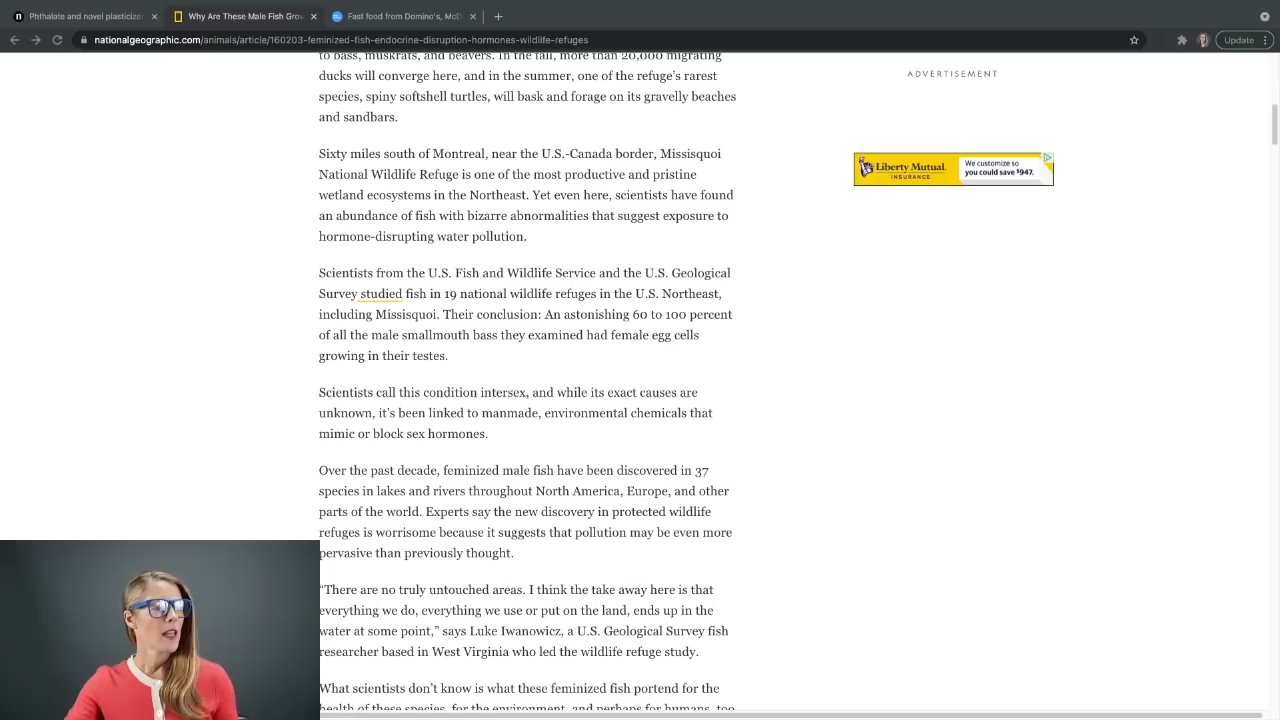 Phthalate and novel plasticize
Why Are These Male Fish Grow
Fast food from Domino's, McD
nationalgeographic.com/animals/article/160203-feminized-fish-endocrine-disruption-hormones-wildlife-refuges
Update
to bass, muskrats, and beavers. In the fall, more than 20,000 migrating
ducks will converge here, and in the summer, one of the refuge's rarest
species, spiny softshell turtles, will bask and forage on its gravelly beaches
and sandbars.
ADVERTISEMENT
Liberty Mutual
INSURANCE
We customize so
you could save $947.
Sixty miles south of Montreal, near the U.S.-Canada border, Missisquoi
National Wildlife Refuge is one of the most productive and pristine
wetland ecosystems in the Northeast. Yet even here, scientists have found
an abundance of fish with bizarre abnormalities that suggest exposure to
hormone-disrupting water pollution.
Scientists from the U.S. Fish and Wildlife Service and the U.S. Geological
Survey studied fish in 19 national wildlife refuges in the U.S. Northeast,
including Missisquoi. Their conclusion: An astonishing 60 to 100 percent
of all the male smallmouth bass they examined had female egg cells
growing in their testes.
Scientists call this condition intersex, and while its exact causes are
unknown, it's been linked to manmade, environmental chemicals that
mimic or block sex hormones.
Over the past decade, feminized male fish have been discovered in 37
species in lakes and rivers throughout North America, Europe, and other
parts of the world. Experts say the new discovery in protected wildlife
refuges is worrisome because it suggests that pollution may be even more
pervasive than previously thought.
"There are no truly untouched areas. I think the take away here is that
everything we do, everything we use or put on the land, ends up in the
water at some point," says Luke Iwanowicz, a U.S. Geological Survey fish
researcher based in West Virginia who led the wildlife refuge study.
What scientists don't know is what these feminized fish portend for the
health of these species, for the environment, and perhaps for humans, too